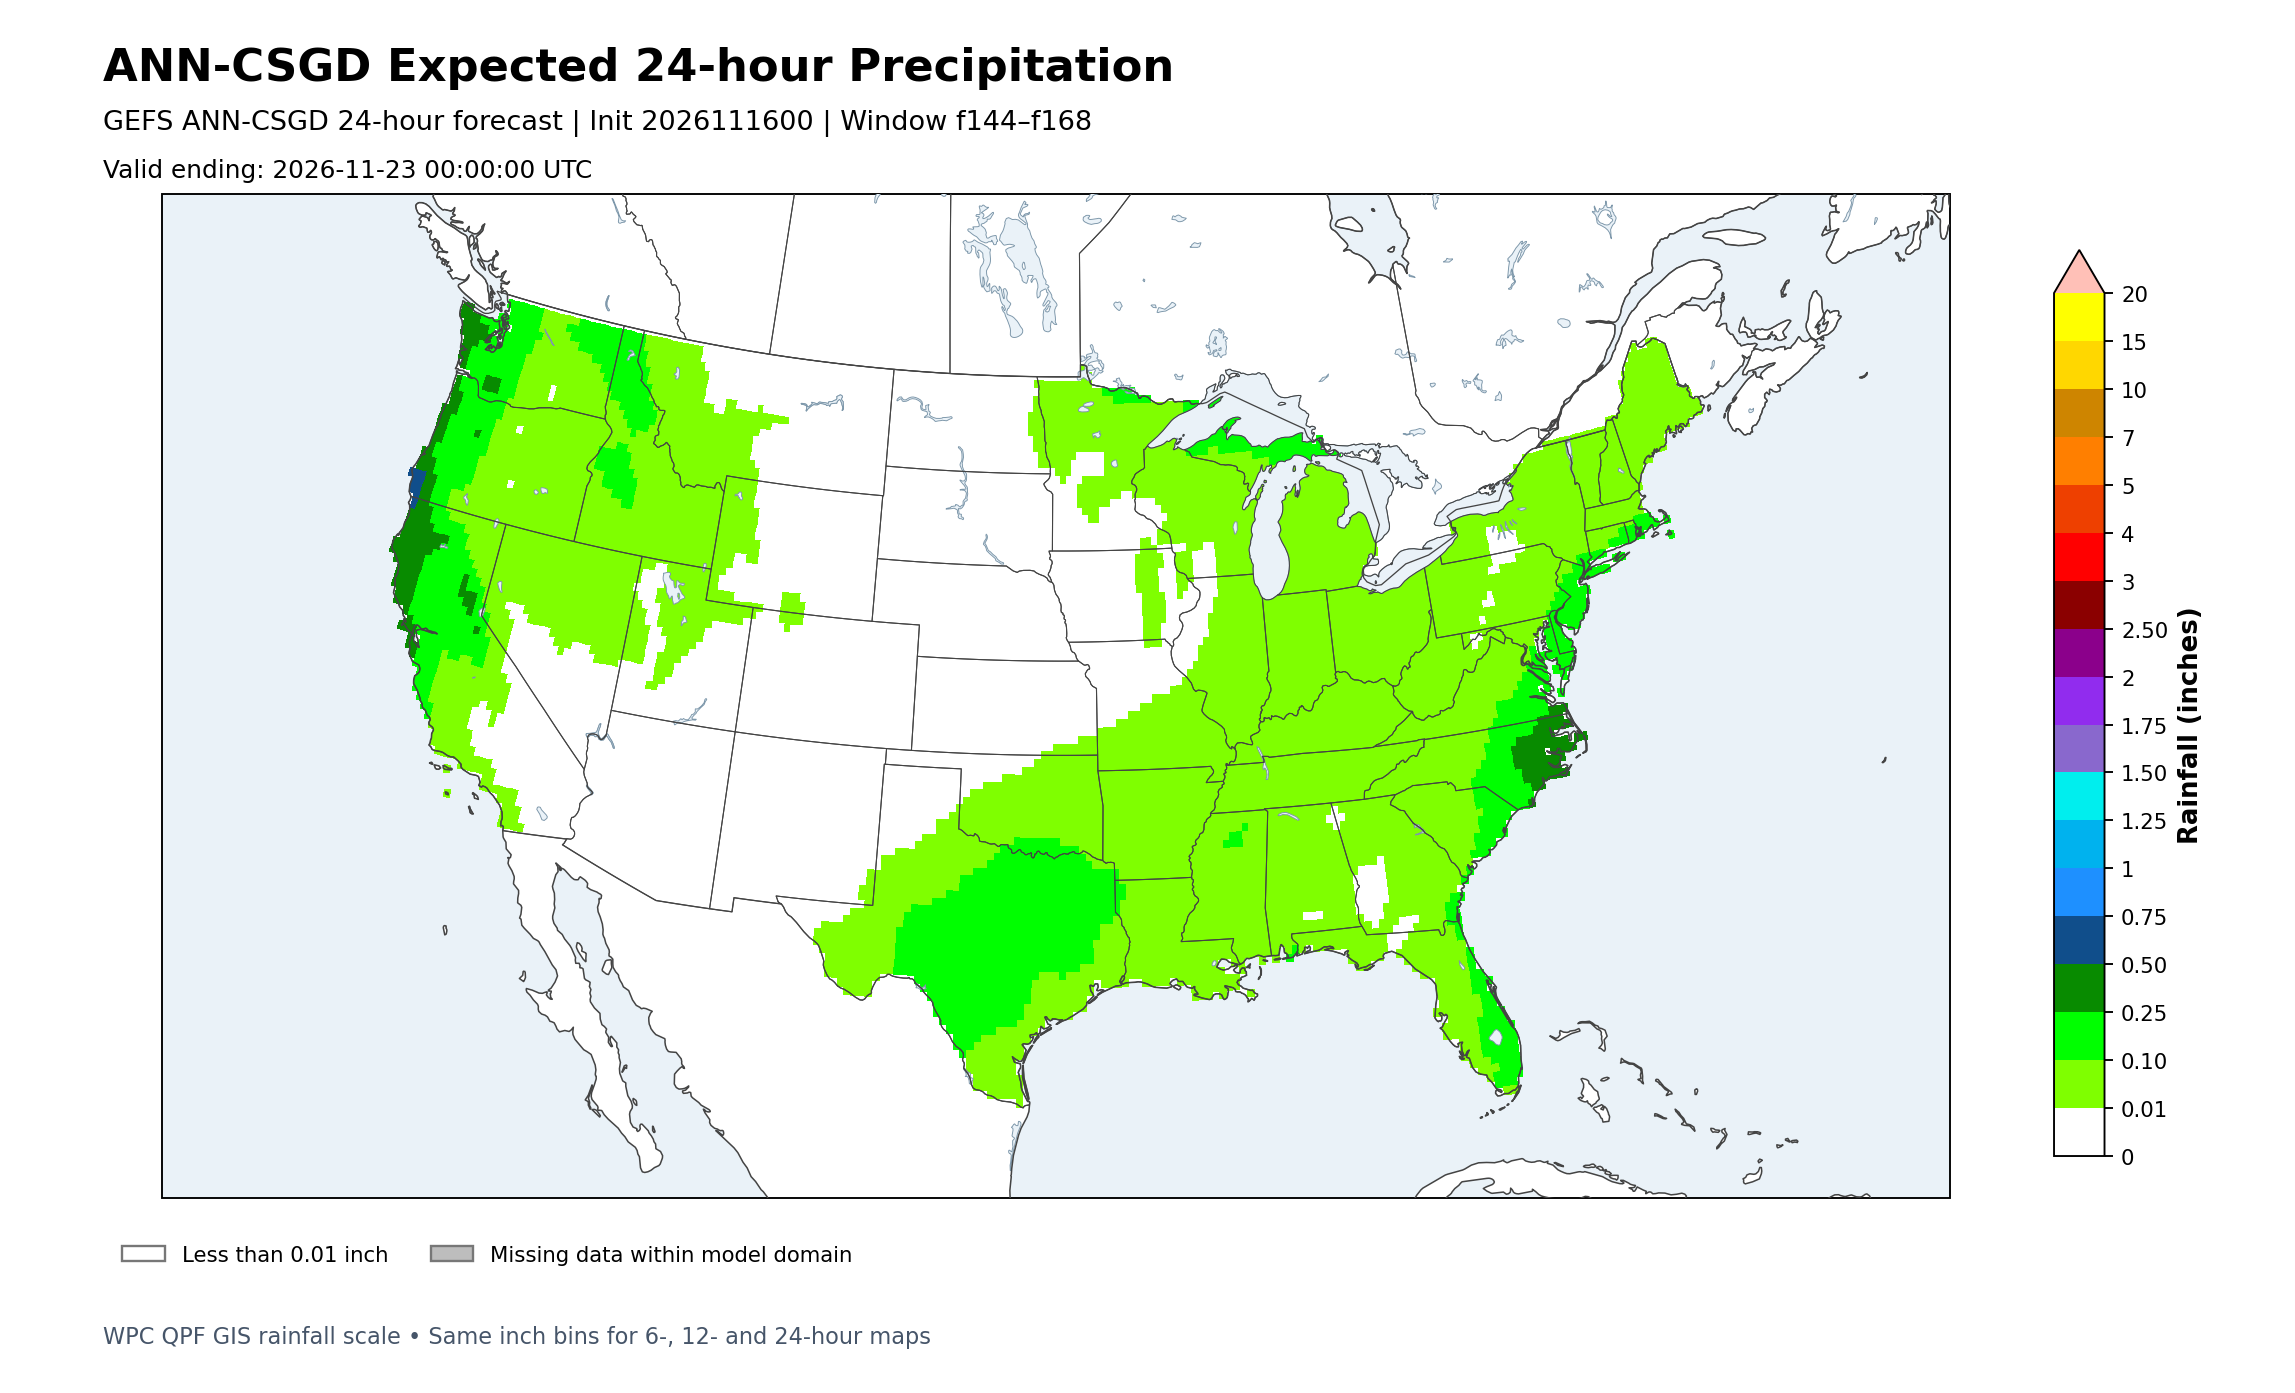 ANN-CSGD Expected 24-hour Precipitation
GEFS ANN-CSGD 24-hour forecast | Init 2026111600 | Window f144–f168
Valid ending: 2026-11-23 00:00:00 UTC
20
15
10
7
5
4
3
2.50
2
1.75
1.50
1.25
1
0.75
0.50
0.25
0.10
0.01
0
Rainfall (inches)
Less than 0.01 inch
Missing data within model domain
WPC QPF GIS rainfall scale • Same inch bins for 6-, 12- and 24-hour maps